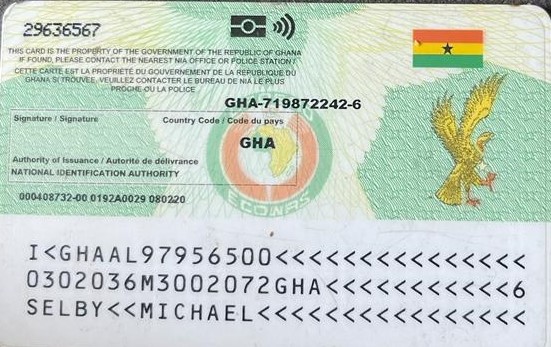 29636567
THIS CARD IS THE PROPERTY OF THE GOVERNMENT OF THE REPUBLIC OF GHANA
IF FOUND, PLEASE CONTACT THE NEAREST NIA OFFICE OR POLICE STATION /
CETTE CARTE EST LA PROPRIETÉ DU GOUVERNEMENT DE LA REPUBLIQUE DU
GHANA SI TROUVEE, VEUILLEZ CONTACTER LE BUREAU DE NIA LE PLUS
PROCHE OU LA POLICE
GHA-719872242-6
Signature / Signature
Country Code / Code du pays
GHA
Authority of Issuance / Autorité de délivrance
NATIONAL IDENTIFICATION AUTHORITY
000408732-00 0192A0029 080220
ECOWAS
I<GHAAL97956500<<<<<<<<<<<<<<<
0302036M3002072GHA<<<<<<<<<<<6
SELBY<<MICHAEL<<<<<<<<<<<<<<<<